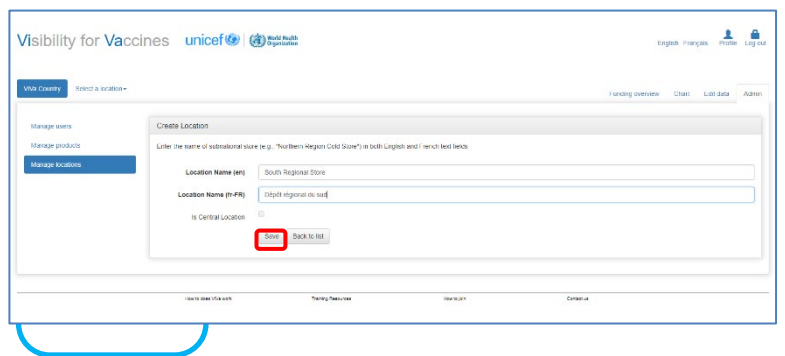 Visibility for Vaccines unicef World Health Organization
English Français Profile Log out
ViVa Country Select a location
Funding overview Chart Edit data Admin
Manage users
Manage products
Manage locations
Create Location
Enter the name of subnational store (e.g., "Northern Region Cold Store") in both English and French text fields
Location Name (en) South Regional Store
Location Name (fr-FR) Dépôt régional du sud
Is Central Location
Save Back to list
How to does ViVa work Training Resources How to join Contact us